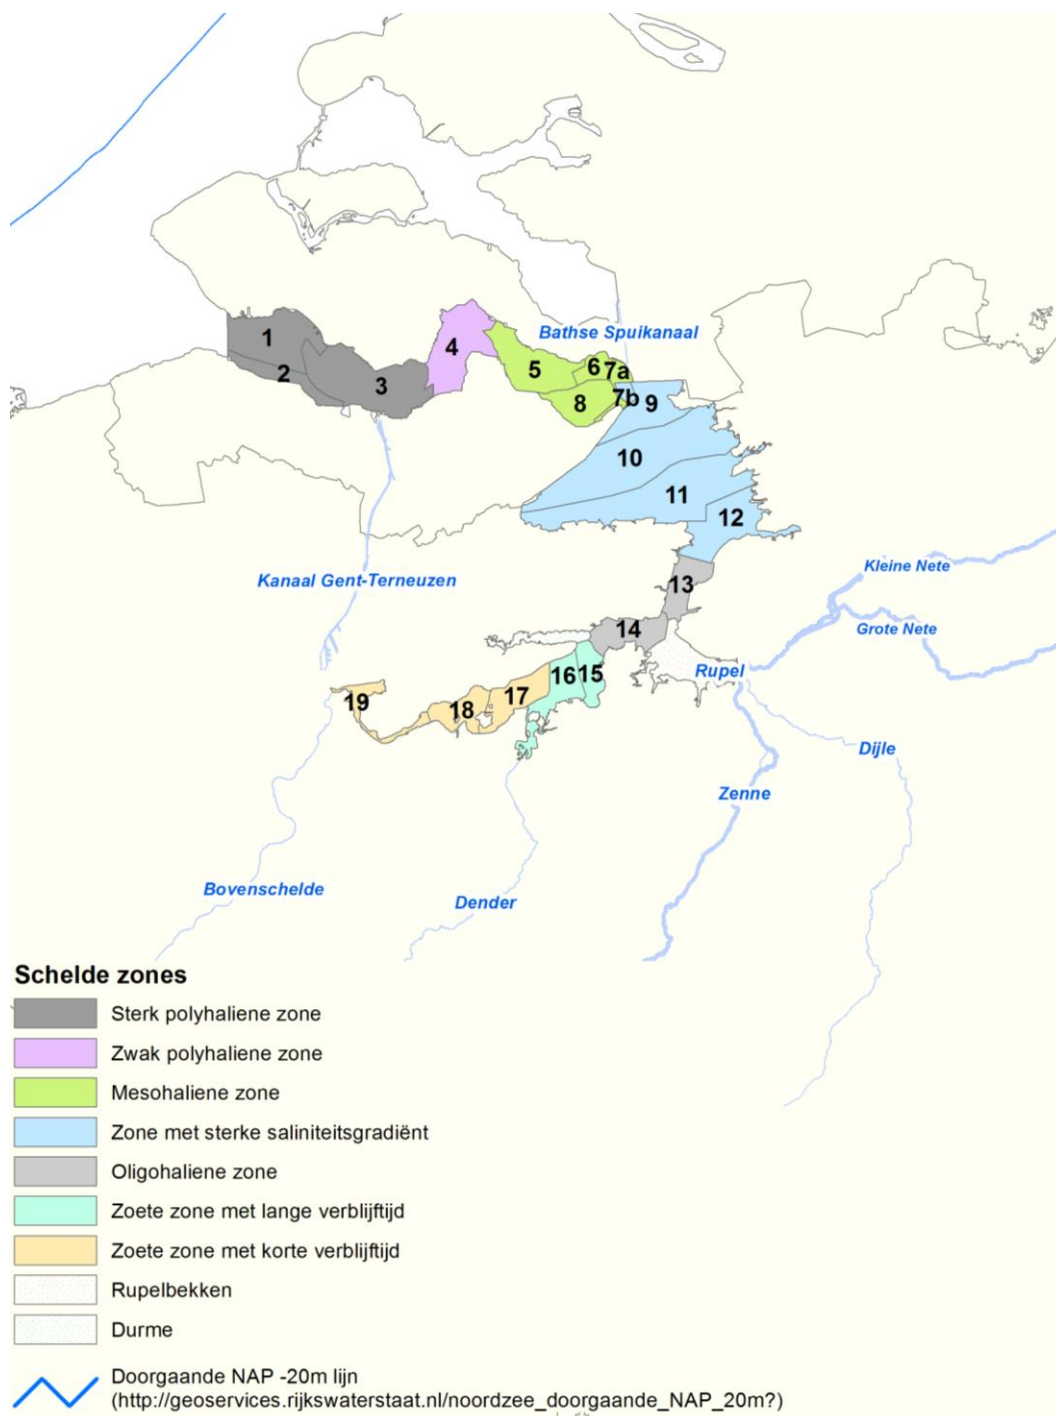 Bathse Spuikanaal
1
4
2
3
5
6
7a
8
7b
9
10
11
12
Kleine Nete
Kanaal Gent-Terneuzen
13
14
Grote Nete
Rupel
16
15
19
18
17
Dijle
Zenne
Bovenschelde
Dender
Schelde zones
Sterk polyhaliene zone
Zwak polyhaliene zone
Mesohaliene zone
Zone met sterke saliniteitsgradiënt
Oligohaliene zone
Zoete zone met lange verblijftijd
Zoete zone met korte verblijftijd
Rupelbekken
Durme
Doorgaande NAP -20m lijn
(http://geoservices.rijkswaterstaat.nl/noordzee_doorgaande_NAP_20m?)